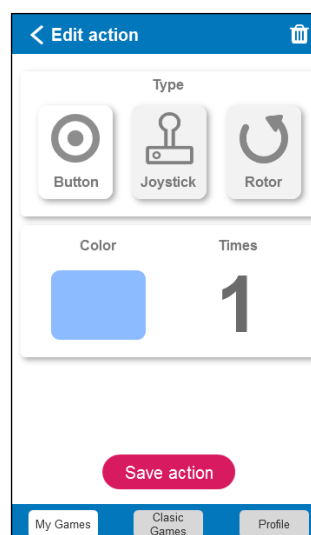 Edit action
Type
Button Joystick Rotor
Color Times
1
Save action
My Games Clasic Games Profile